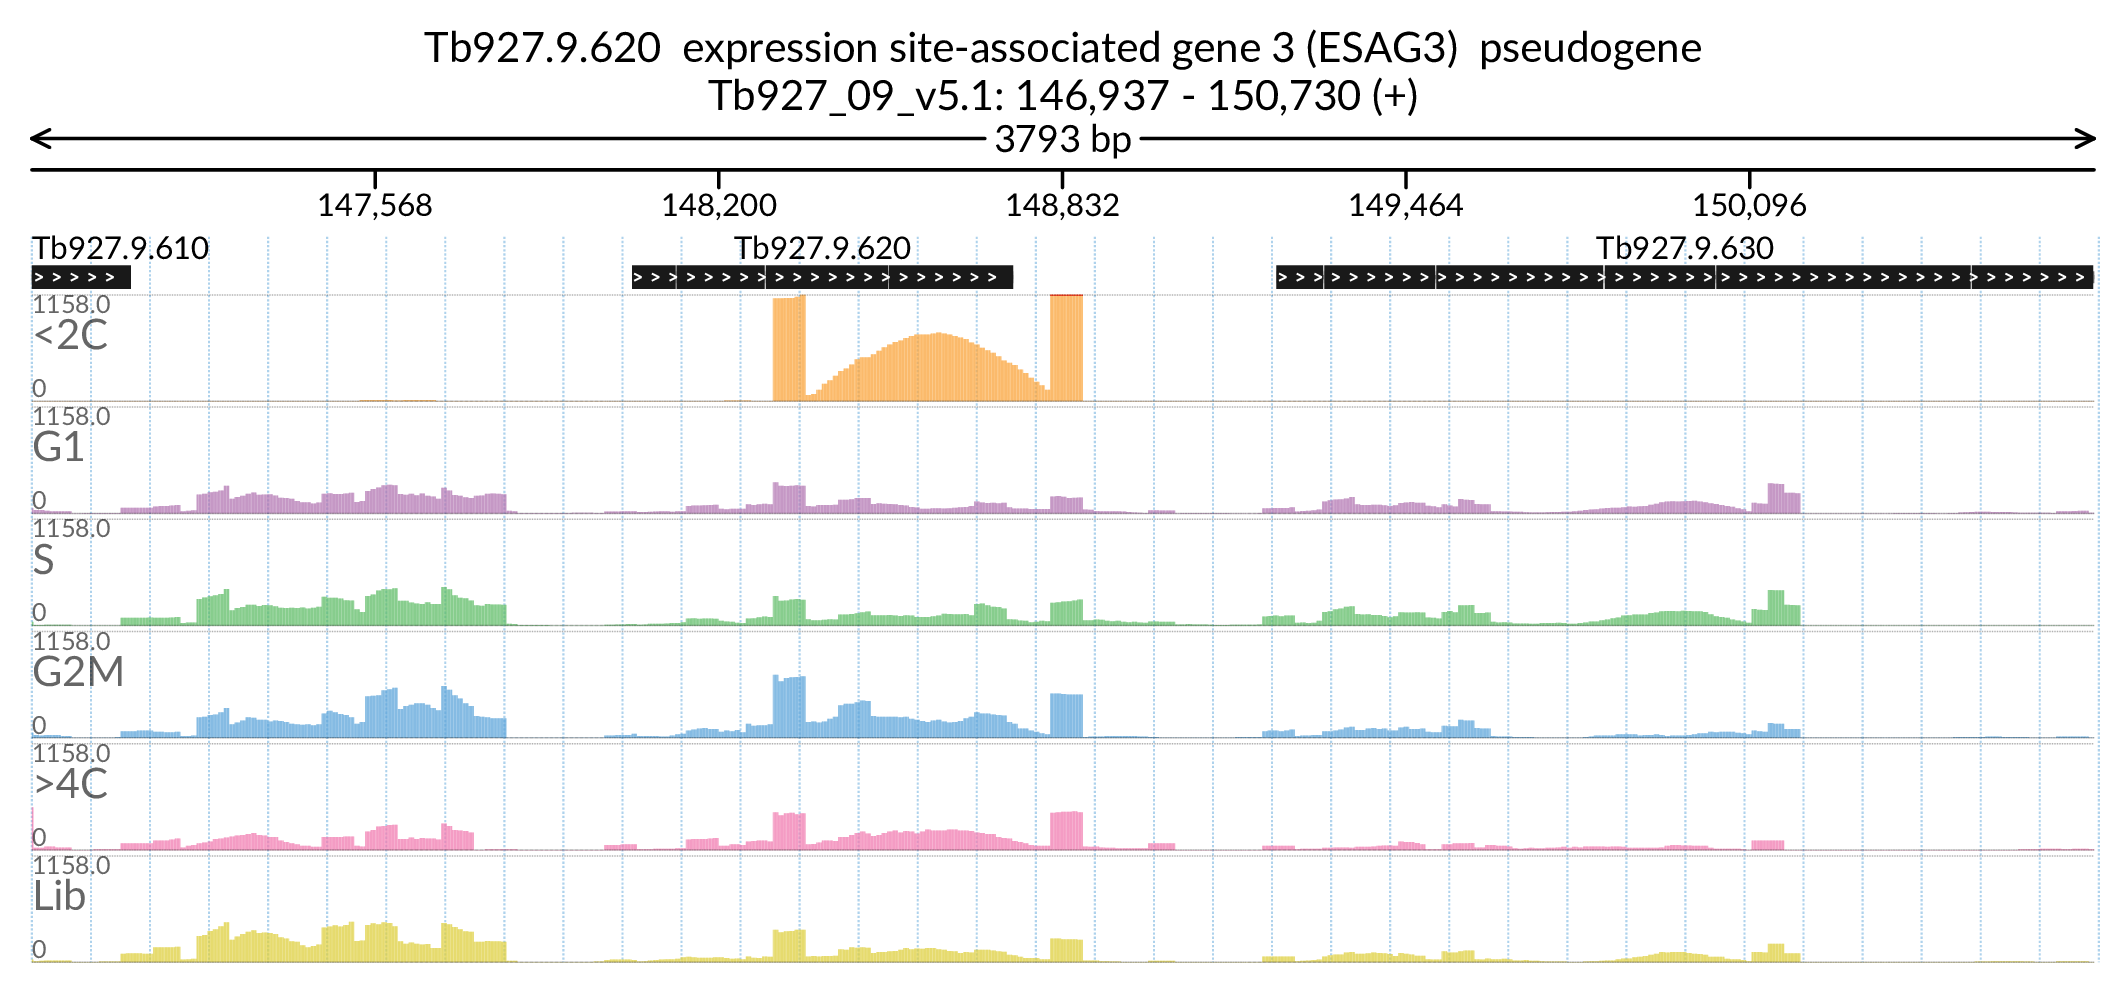 Tb927.9.620 expression site-associated gene 3 (ESAG3) pseudogene
Tb927_09_v5.1: 146,937 - 150,730 (+)
3793 bp
147,568 148,200 148,832 149,464 150,096
Tb927.9.610 Tb927.9.620 Tb927.9.630
1158.0
<2C
0
1158.0
G1
0
1158.0
S
0
1158.0
G2M
0
1158.0
>4C
0
1158.0
Lib
0